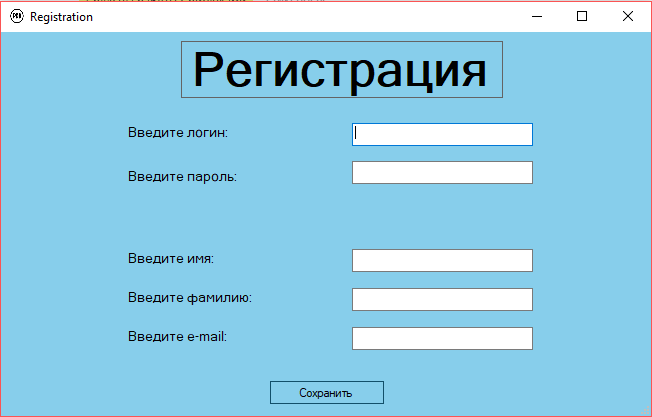 Registration
Регистрация
Введите логин:
Введите пароль:
Введите имя:
Введите фамилию:
Введите e-mail:
Сохранить